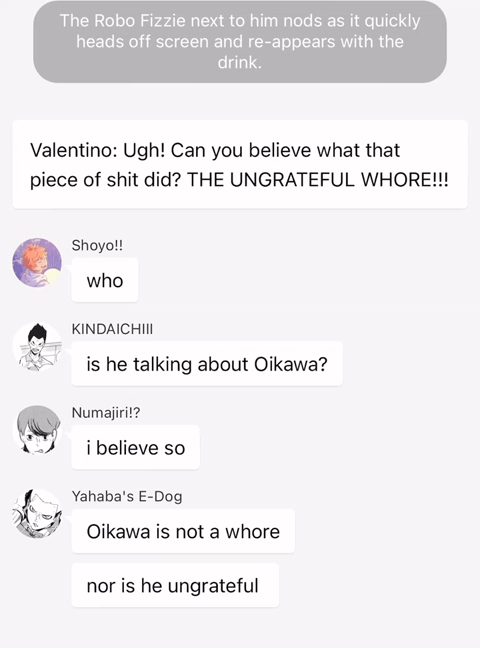 The Robo Fizzie next to him nods as it quickly
heads off screen and re-appears with the
drink.
Valentino: Ugh! Can you believe what that
piece of shit did? THE UNGRATEFUL WHORE!!!
Shoyo!!
who
KINDAICHIII
is he talking about Oikawa?
Numajiri!?
i believe so
Yahaba's E-Dog
Oikawa is not a whore
nor is he ungrateful